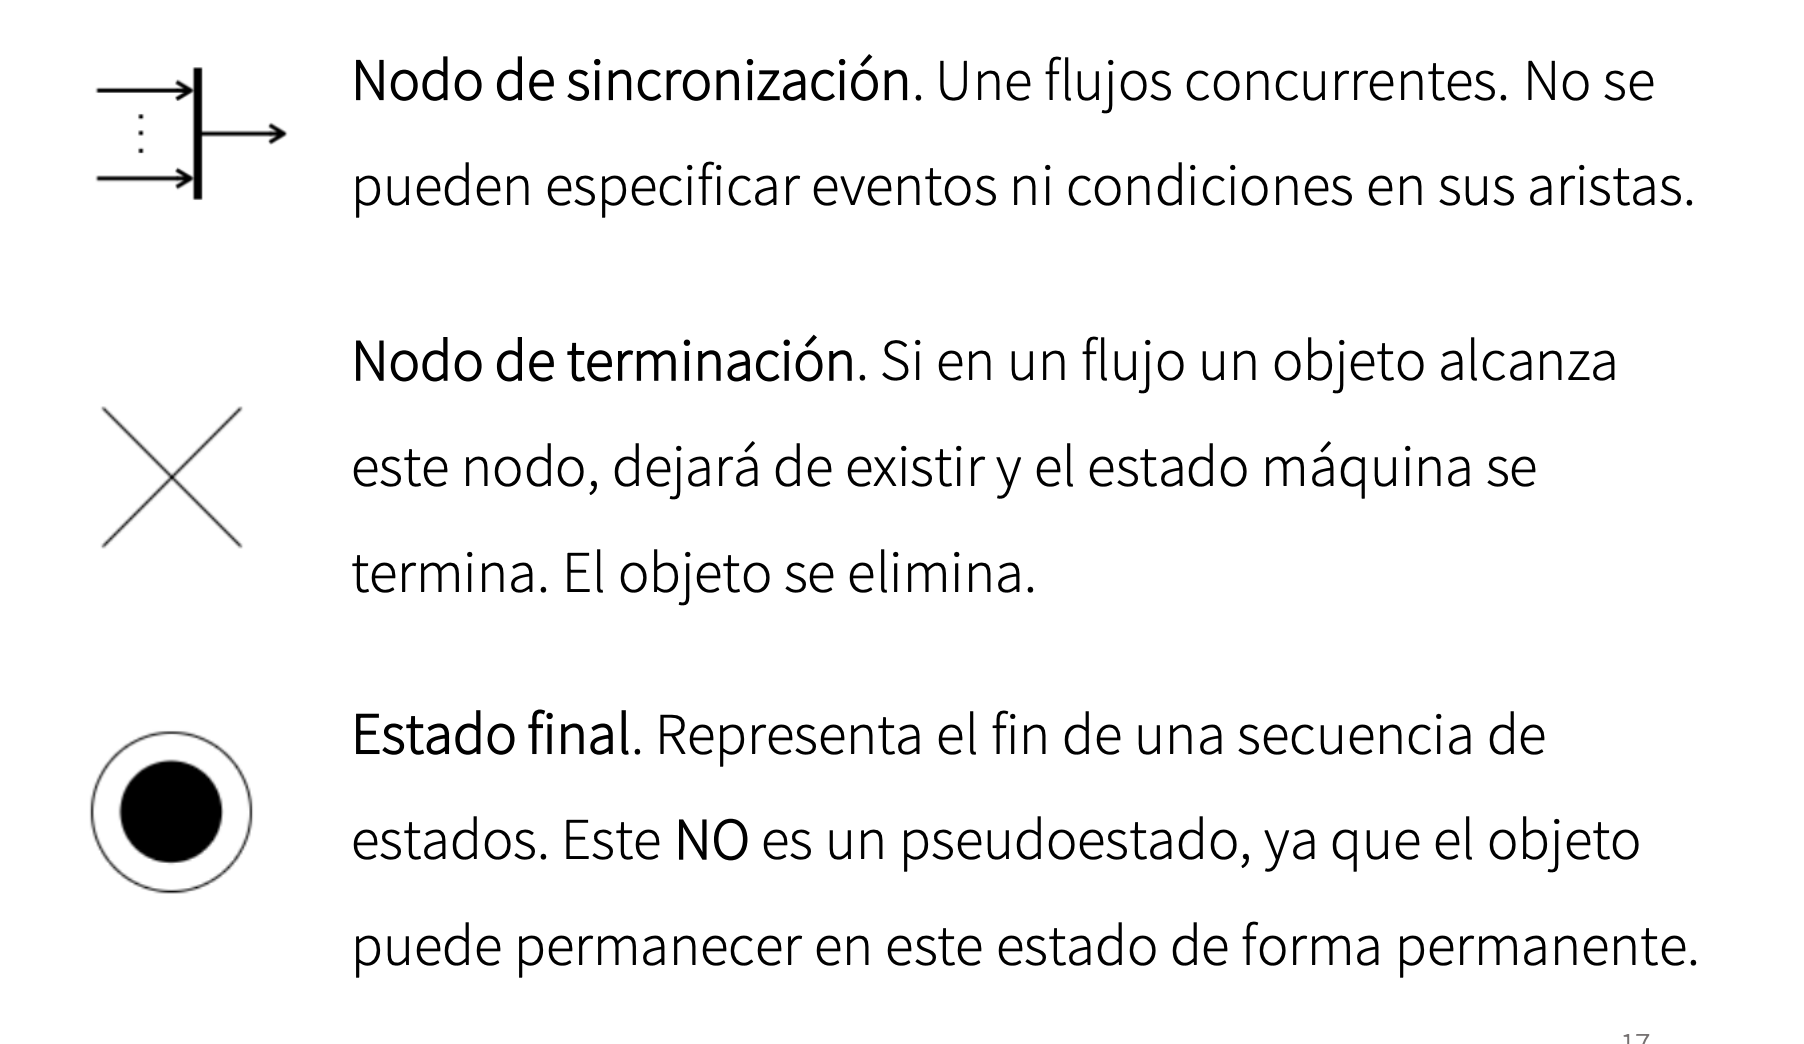 Nodo de sincronización. Une flujos concurrentes. No se
pueden especificar eventos ni condiciones en sus aristas.
Nodo de terminación. Si en un flujo un objeto alcanza
este nodo, dejará de existir y el estado máquina se
termina. El objeto se elimina.
Estado final. Representa el fin de una secuencia de
estados. Este NO es un pseudoestado, ya que el objeto
puede permanecer en este estado de forma permanente.
17